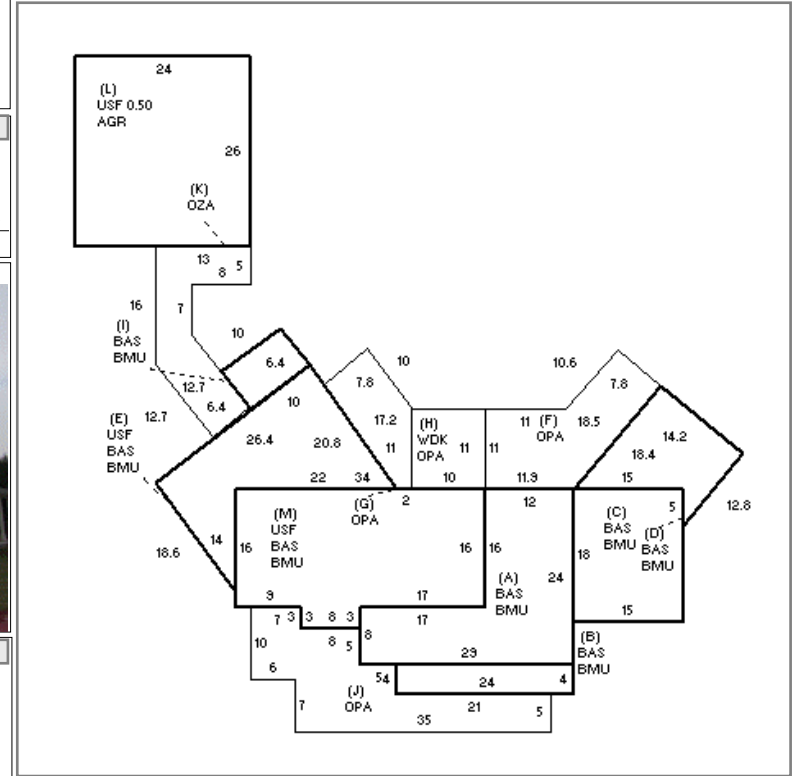 24
(L)
USF 0.50
AGR
26
(K)
OZA
13
8 5
16
7
(I)
BAS
BMU
10
6.4
12.7
6.4
10
12.7
(E)
USF
BAS
BMU
26.4
20.8
22 34
14
18.6
10
7.8
17.2
11
(H)
WDK
OPA
11
10
2
(G)
OPA
11
11 (F)
OPA
18.5
10.6
7.8
11.9
14.2
18.4
15
12.8
12
(M)
USF
BAS
BMU
16
16
16
(A)
BAS
BMU
24
18
(C)
BAS
BMU
5
(D)
BAS
BMU
15
9
17
7 3 3 8 3
17
8
8 5
10
6
29
(B)
BAS
BMU
54
24
4
(J)
OPA
7
21
35
5